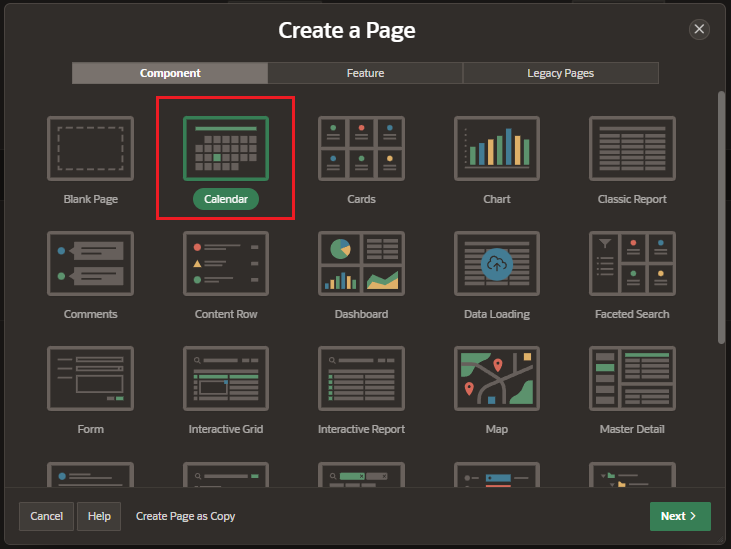 Create a Page
Component
Feature
Legacy Pages
Blank Page
Calendar
Cards
Chart
Classic Report
Comments
Content Row
Dashboard
Data Loading
Faceted Search
Form
Interactive Grid
Interactive Report
Map
Master Detail
Cancel
Help
Create Page as Copy
Next